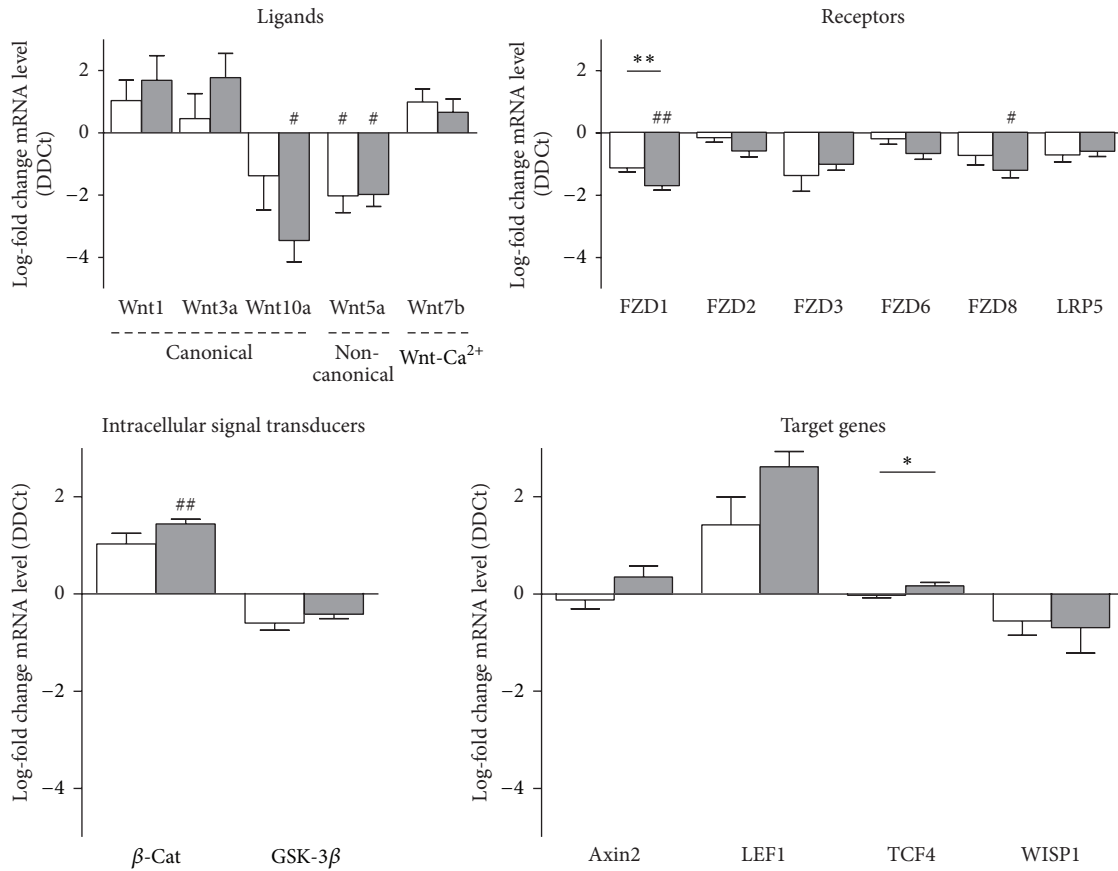 Ligands
Log-fold change mRNA level
(DDCt)
2
0
−2
−4
# # #
Wnt1 Wnt3a Wnt10a Wnt5a Wnt7b
Canonical
Non-
canonical
Wnt-Ca²⁺
Receptors
Log-fold change mRNA level
(DDCt)
2
0
−2
−4
**
## #
FZD1 FZD2 FZD3 FZD6 FZD8 LRP5
Intracellular signal transducers
Log-fold change mRNA level (DDCt)
2
0
−2
−4
##
β-Cat GSK-3β
Target genes
Log-fold change mRNA level (DDCt)
2
0
−2
−4
*
Axin2 LEF1 TCF4 WISP1